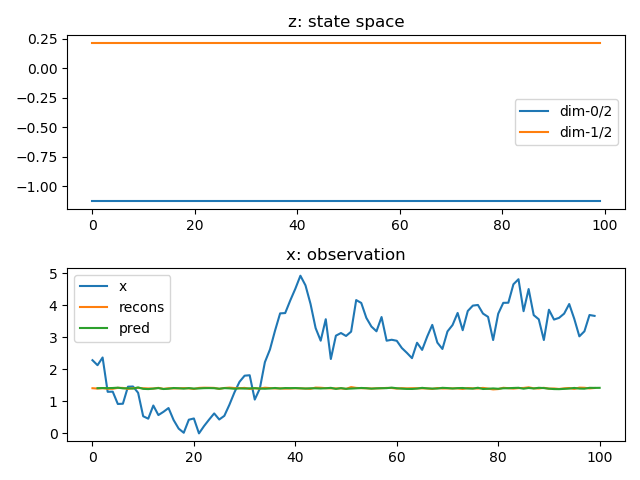 z: state space
0.25
0.00
−0.25
−0.50
−0.75
−1.00
dim-0/2
dim-1/2
0 20 40 60 80 100
x: observation
5
4
3
2
1
0
x
recons
pred
0 20 40 60 80 100